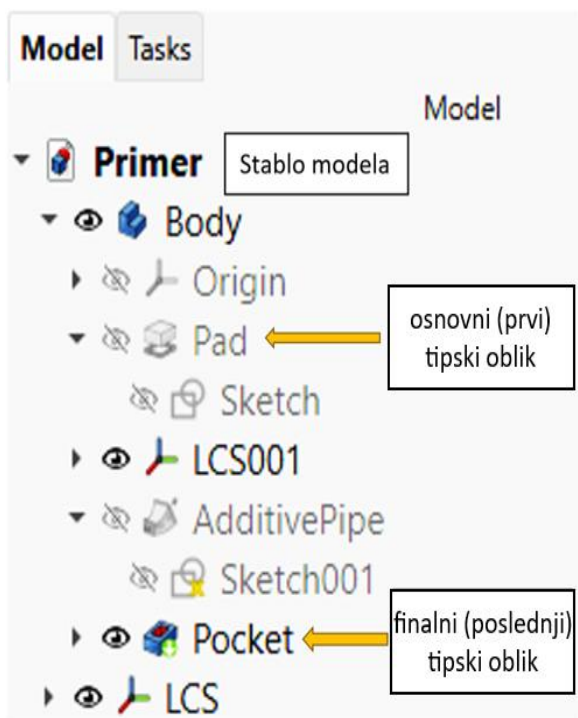 Model Tasks
Model
Primer
Stablo modela
Body
Origin
Pad
osnovni (prvi)
tipski oblik
Sketch
LCS001
AdditivePipe
Sketch001
Pocket
finalni (poslednji)
tipski oblik
LCS